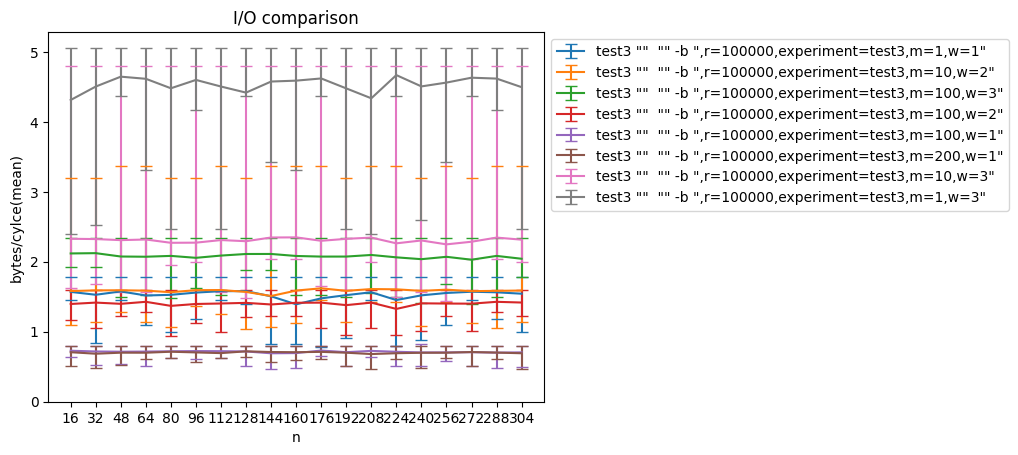 I/O comparison
bytes/cylce(mean)
5
4
3
2
1
0
16 32 48 64 80 96 112 128 144 160 176 192 208 224 240 256 272 288 304
n
test3 ""  "" -b ",r=100000,experiment=test3,m=1,w=1"
test3 ""  "" -b ",r=100000,experiment=test3,m=10,w=2"
test3 ""  "" -b ",r=100000,experiment=test3,m=100,w=3"
test3 ""  "" -b ",r=100000,experiment=test3,m=100,w=2"
test3 ""  "" -b ",r=100000,experiment=test3,m=100,w=1"
test3 ""  "" -b ",r=100000,experiment=test3,m=200,w=1"
test3 ""  "" -b ",r=100000,experiment=test3,m=10,w=3"
test3 ""  "" -b ",r=100000,experiment=test3,m=1,w=3"